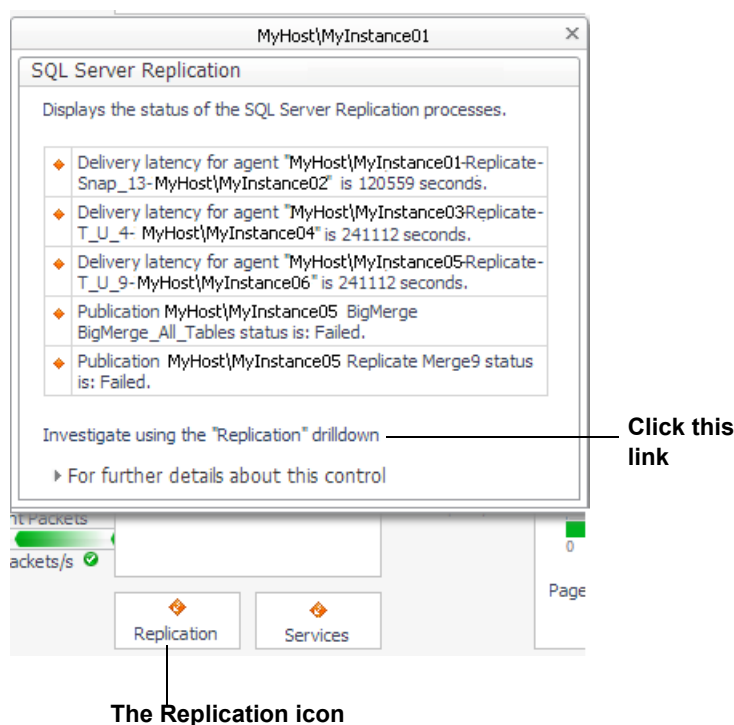 MyHost\MyInstance01
SQL Server Replication
Displays the status of the SQL Server Replication processes.
Delivery latency for agent "MyHost\MyInstance01-Replicate-
Snap_13-MyHost\MyInstance02" is 120559 seconds.
Delivery latency for agent "MyHost\MyInstance03Replicate-
T_U_4- MyHost\MyInstance04" is 241112 seconds.
Delivery latency for agent "MyHost\MyInstance05-Replicate-
T_U_9-MyHost\MyInstance06" is 241112 seconds.
Publication MyHost\MyInstance05 BigMerge
BigMerge_All_Tables status is: Failed.
Publication MyHost\MyInstance05 Replicate Merge9 status
is: Failed.
Investigate using the "Replication" drilldown
Click this
link
For further details about this control
nt Packets
ackets/s
0
Page
Replication
Services
The Replication icon